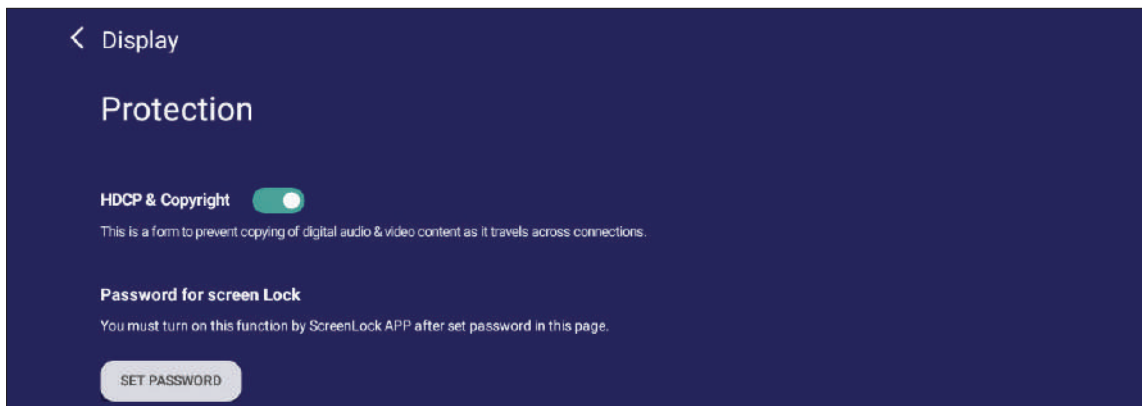 Display
Protection
HDCP & Copyright
This is a form to prevent copying of digital audio & video content as it travels across connections.
Password for screen Lock
You must turn on this function by ScreenLock APP after set password in this page.
SET PASSWORD